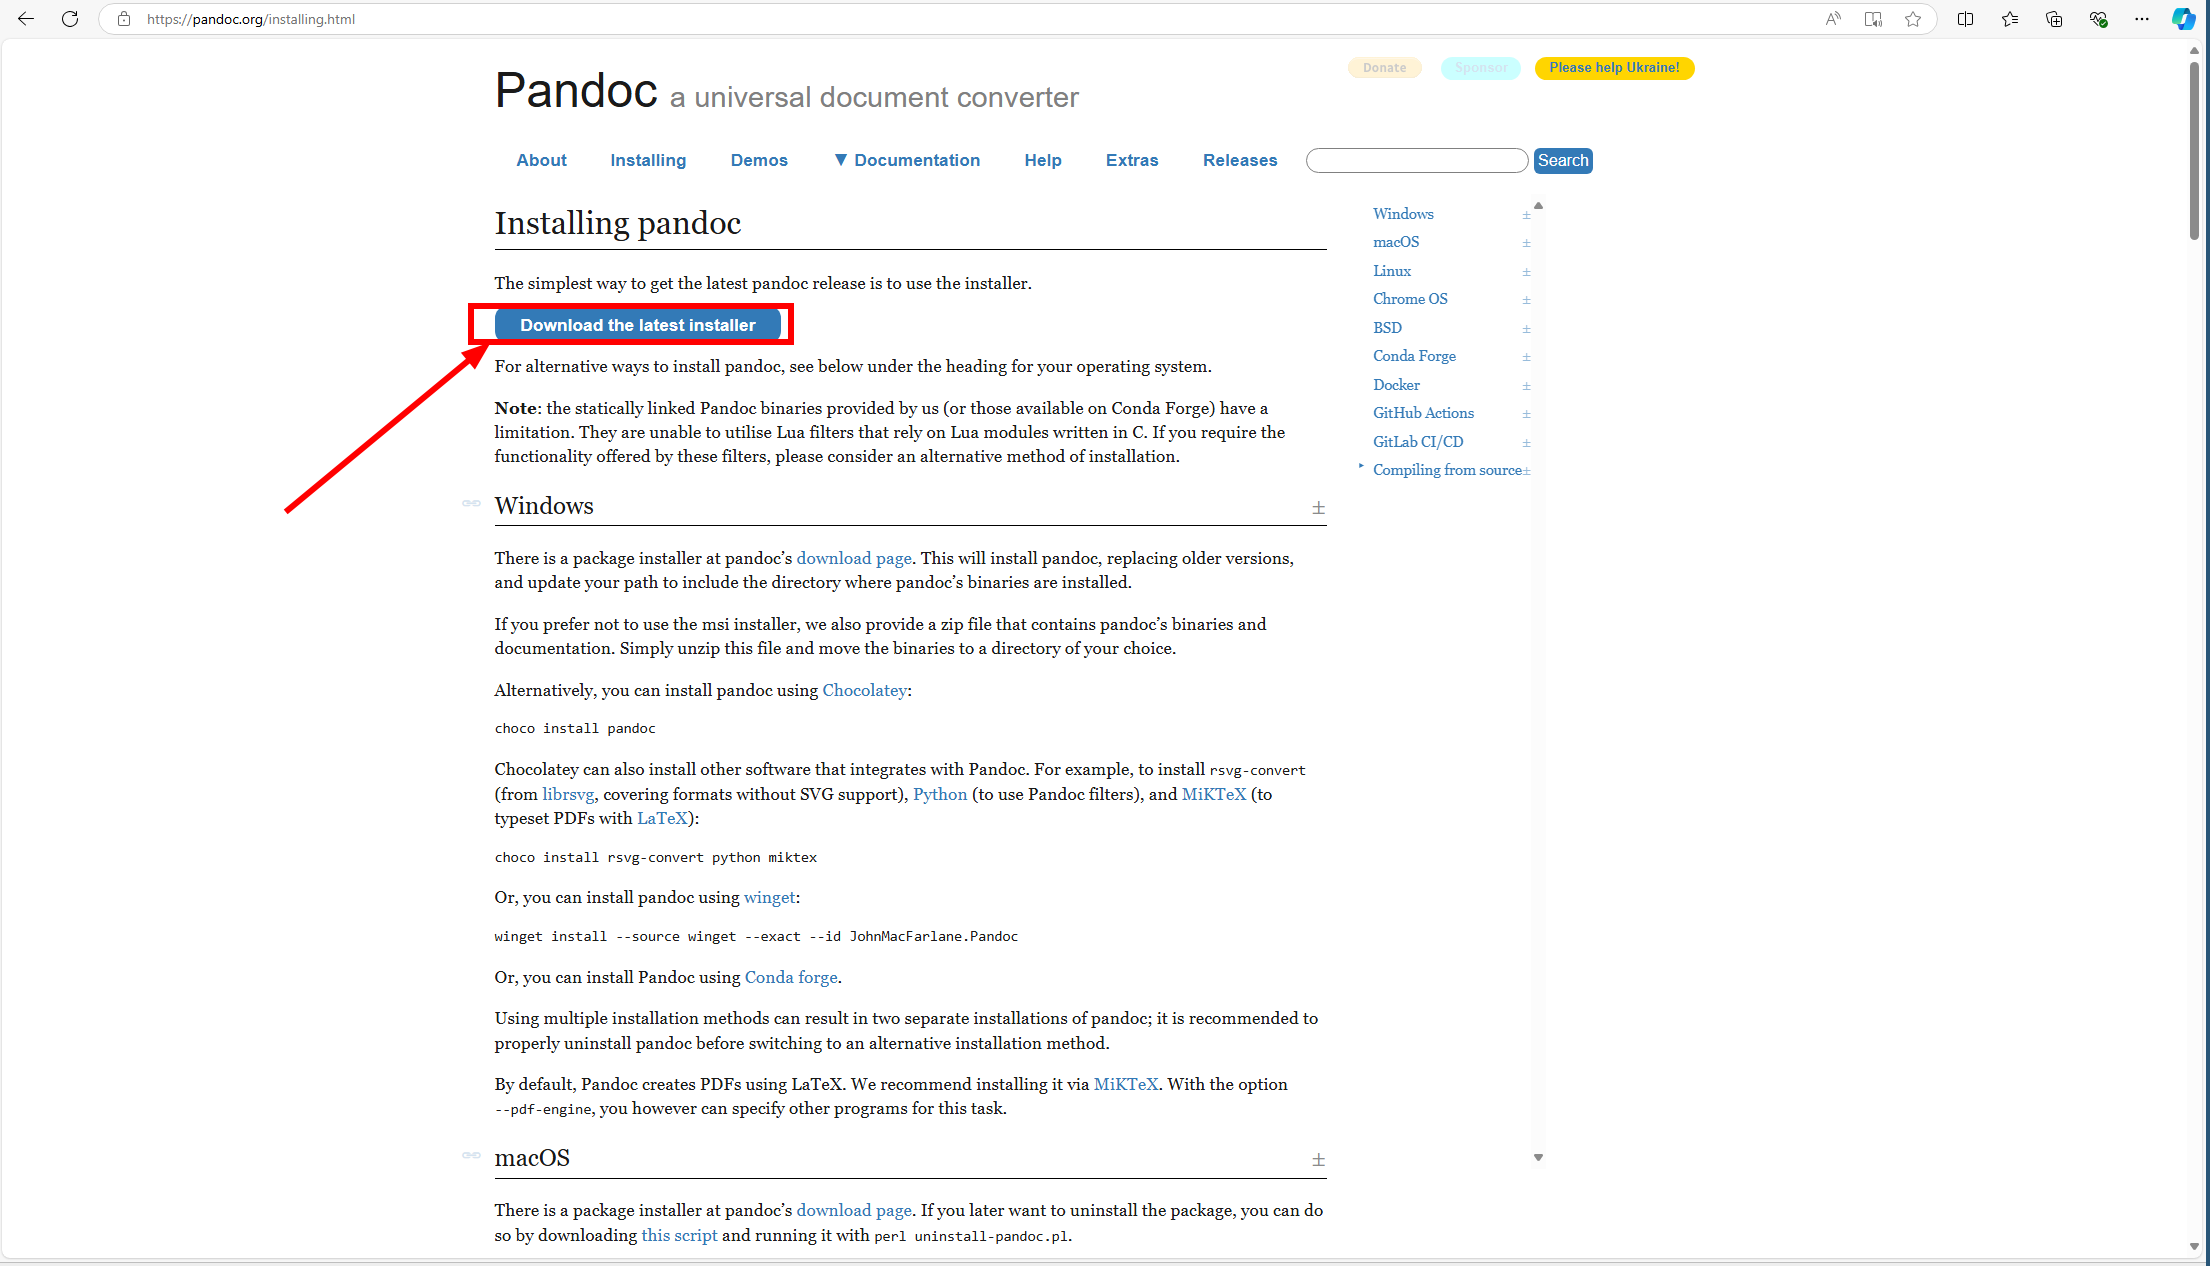 https://pandoc.org/installing.html
Donate
Sponsor
Please help Ukraine!
Pandoc a universal document converter
About
Installing
Demos
▼ Documentation
Help
Extras
Releases
Search
Installing pandoc
The simplest way to get the latest pandoc release is to use the installer.
Download the latest installer
For alternative ways to install pandoc, see below under the heading for your operating system.
Note: the statically linked Pandoc binaries provided by us (or those available on Conda Forge) have a
limitation. They are unable to utilise Lua filters that rely on Lua modules written in C. If you require the
functionality offered by these filters, please consider an alternative method of installation.
Windows ±
There is a package installer at pandoc’s download page. This will install pandoc, replacing older versions,
and update your path to include the directory where pandoc’s binaries are installed.
If you prefer not to use the msi installer, we also provide a zip file that contains pandoc’s binaries and
documentation. Simply unzip this file and move the binaries to a directory of your choice.
Alternatively, you can install pandoc using Chocolatey:
choco install pandoc
Chocolatey can also install other software that integrates with Pandoc. For example, to install rsvg-convert
(from librsvg, covering formats without SVG support), Python (to use Pandoc filters), and MiKTeX (to
typeset PDFs with LaTeX):
choco install rsvg-convert python miktex
Or, you can install pandoc using winget:
winget install --source winget --exact --id JohnMacFarlane.Pandoc
Or, you can install Pandoc using Conda forge.
Using multiple installation methods can result in two separate installations of pandoc; it is recommended to
properly uninstall pandoc before switching to an alternative installation method.
By default, Pandoc creates PDFs using LaTeX. We recommend installing it via MiKTeX. With the option
--pdf-engine, you however can specify other programs for this task.
macOS ±
There is a package installer at pandoc’s download page. If you later want to uninstall the package, you can do
so by downloading this script and running it with perl uninstall-pandoc.pl.
Windows ±
macOS ±
Linux ±
Chrome OS ±
BSD ±
Conda Forge ±
Docker ±
GitHub Actions ±
GitLab CI/CD ±
Compiling from source ±